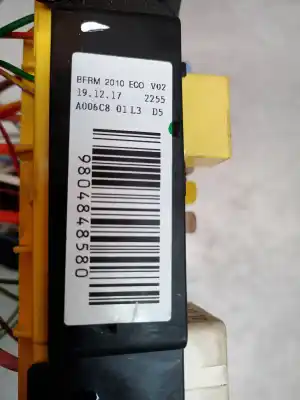 BFRM 2010 ECO V02
19.12.17 2255
A006C8 01L3 D5
9804848580